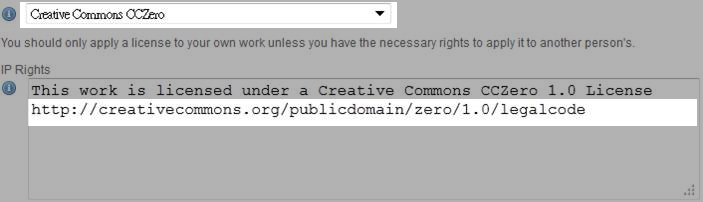 Creative Commons CCZero
You should only apply a license to your own work unless you have the necessary rights to apply it to another person's.
IP Rights
This work is licensed under a Creative Commons CCZero 1.0 License
http://creativecommons.org/publicdomain/zero/1.0/legalcode